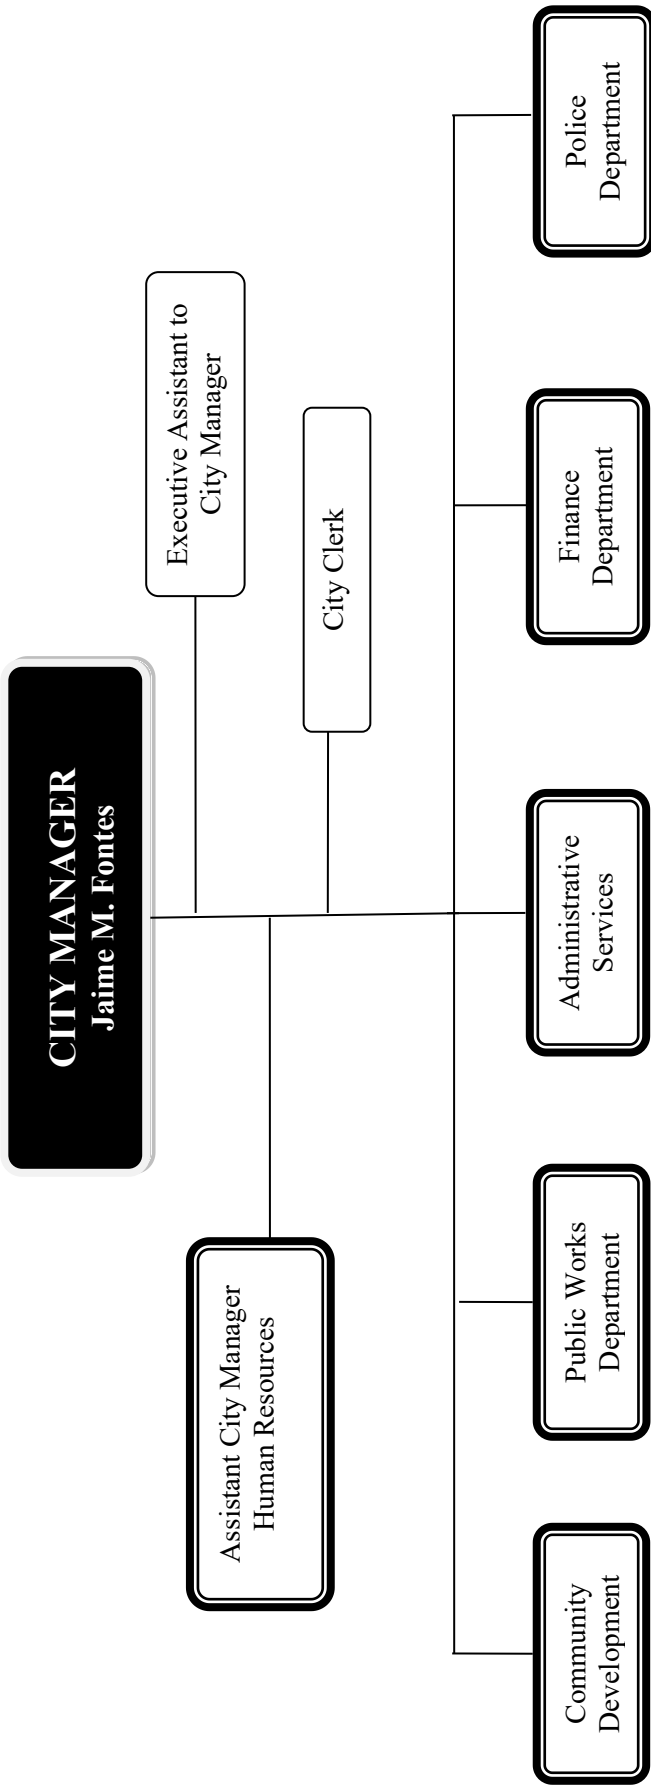 CITY MANAGER
Jaime M. Fontes
Executive Assistant to
City Manager
Assistant City Manager
Human Resources
City Clerk
Community
Development
Public Works
Department
Administrative
Services
Finance
Department
Police
Department